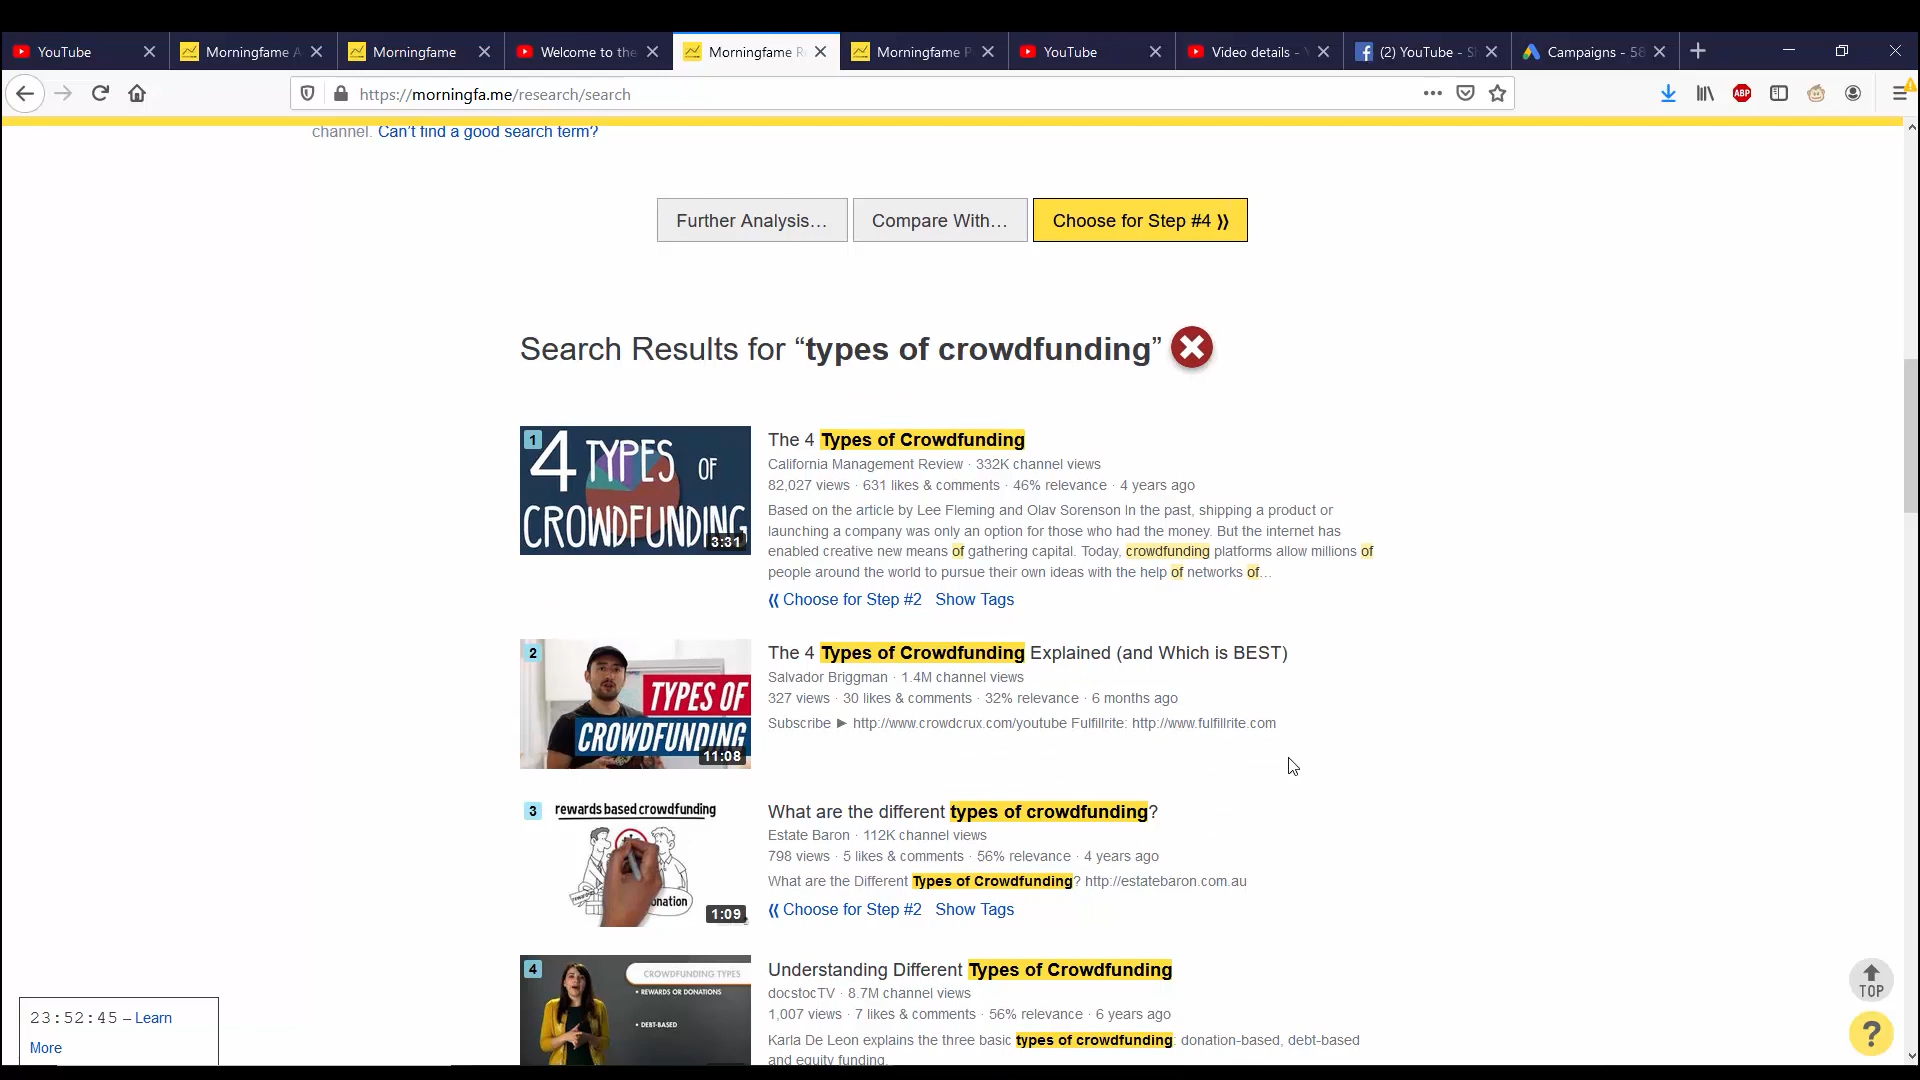 YouTube
Morningfame A
Morningfame
Welcome to the
Morningfame R
Morningfame P
YouTube
Video details -
(2) YouTube - S
Campaigns - 58
https://morningfa.me/research/search
ABP
channel. Can't find a good search term?
Further Analysis…
Compare With…
Choose for Step #4 ⟫
Search Results for “types of crowdfunding”
1
4 TYPES OF
CROWDFUNDING
3:31
The 4 Types of Crowdfunding
California Management Review · 332K channel views
82,027 views · 631 likes & comments · 46% relevance · 4 years ago
Based on the article by Lee Fleming and Olav Sorenson In the past, shipping a product or
launching a company was only an option for those who had the money. But the internet has
enabled creative new means of gathering capital. Today, crowdfunding platforms allow millions of
people around the world to pursue their own ideas with the help of networks of…
⟪ Choose for Step #2 Show Tags
2
TYPES OF
CROWDFUNDING
11:08
The 4 Types of Crowdfunding Explained (and Which is BEST)
Salvador Briggman · 1.4M channel views
327 views · 30 likes & comments · 32% relevance · 6 months ago
Subscribe ► http://www.crowdcrux.com/youtube Fulfillrite: http://www.fulfillrite.com
3
rewards based crowdfunding
onation
1:09
What are the different types of crowdfunding?
Estate Baron · 112K channel views
798 views · 5 likes & comments · 56% relevance · 4 years ago
What are the Different Types of Crowdfunding? http://estatebaron.com.au
⟪ Choose for Step #2 Show Tags
4
CROWDFUNDING TYPES
• REWARDS OR DONATIONS
• DEBT-BASED
Understanding Different Types of Crowdfunding
docstocTV · 8.7M channel views
1,007 views · 7 likes & comments · 56% relevance · 6 years ago
Karla De Leon explains the three basic types of crowdfunding: donation-based, debt-based
and equity funding.
23:52:45 – Learn
More
TOP
?